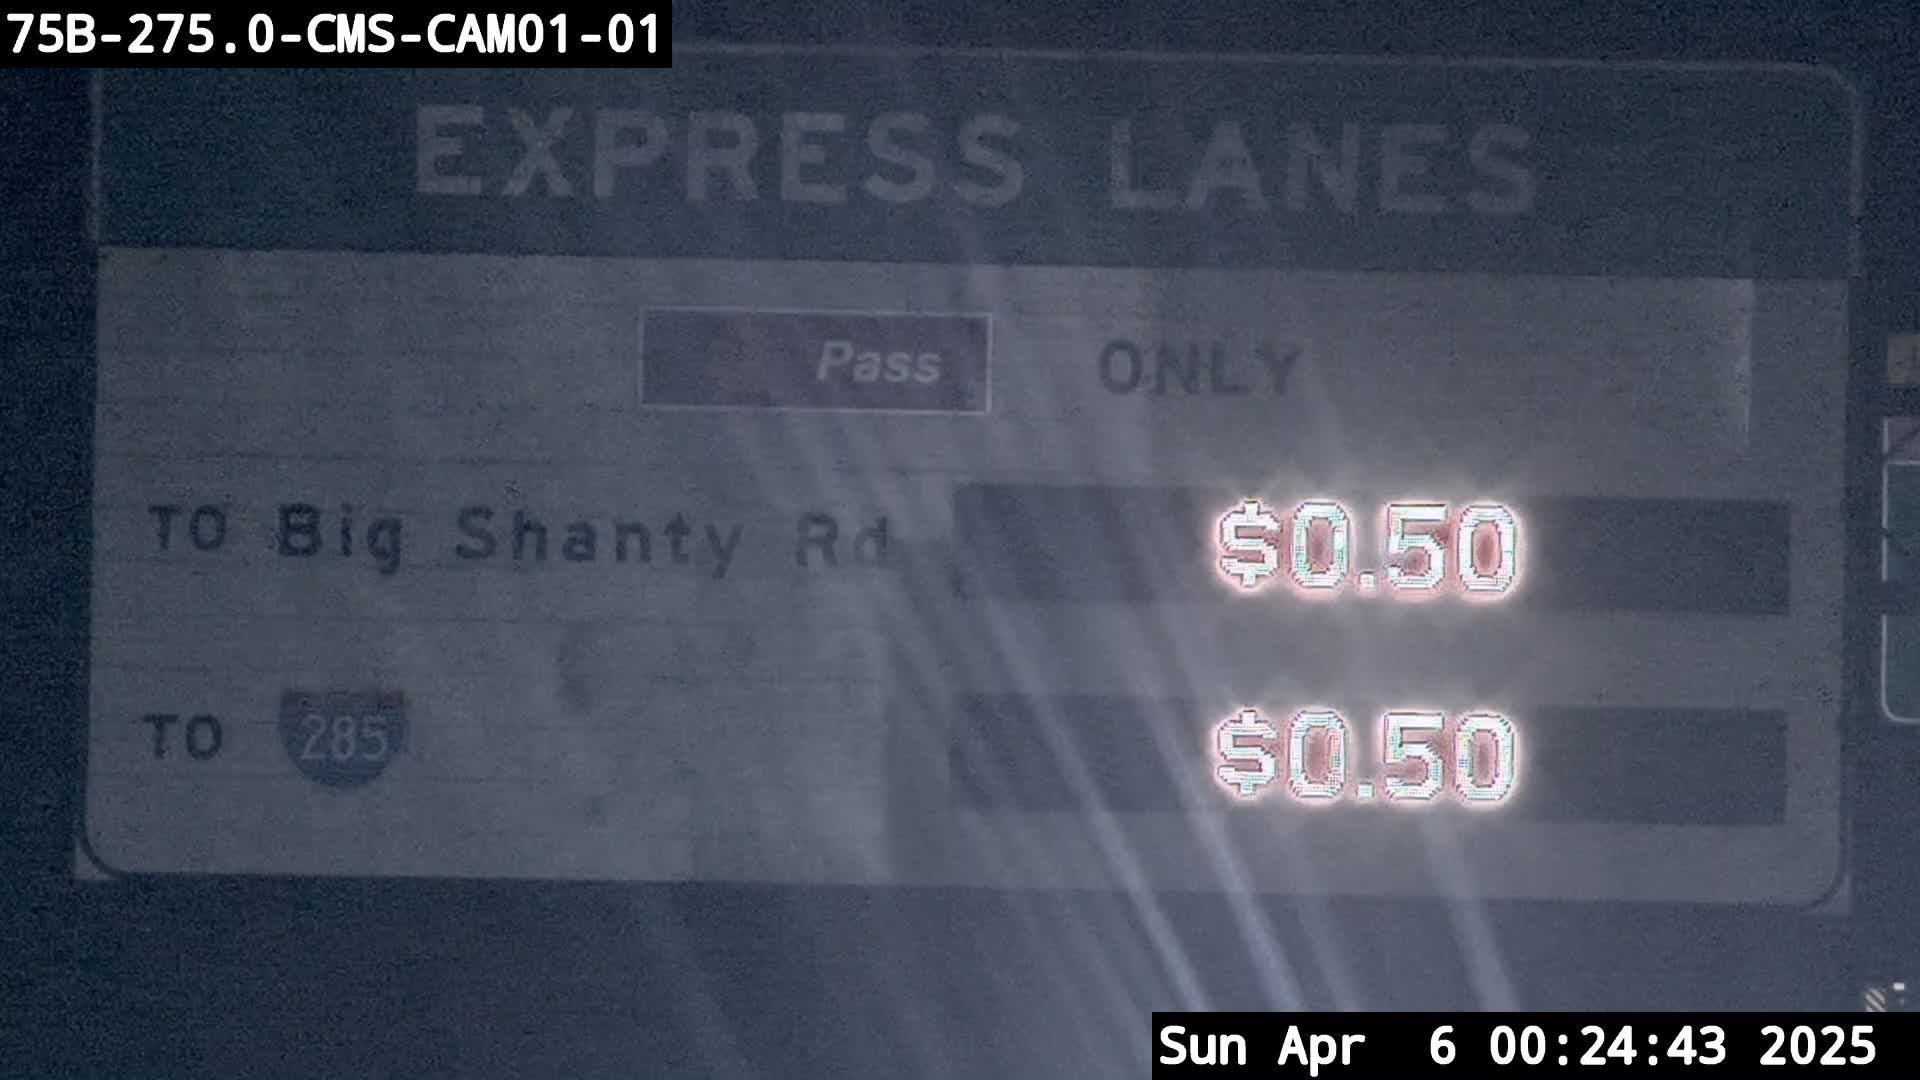 75B-275.0-CMS-CAM01-01
EXPRESS LANES
Pass ONLY
TO Big Shanty Rd $0.50
TO 285 $0.50
Sun Apr 6 00:24:43 2025